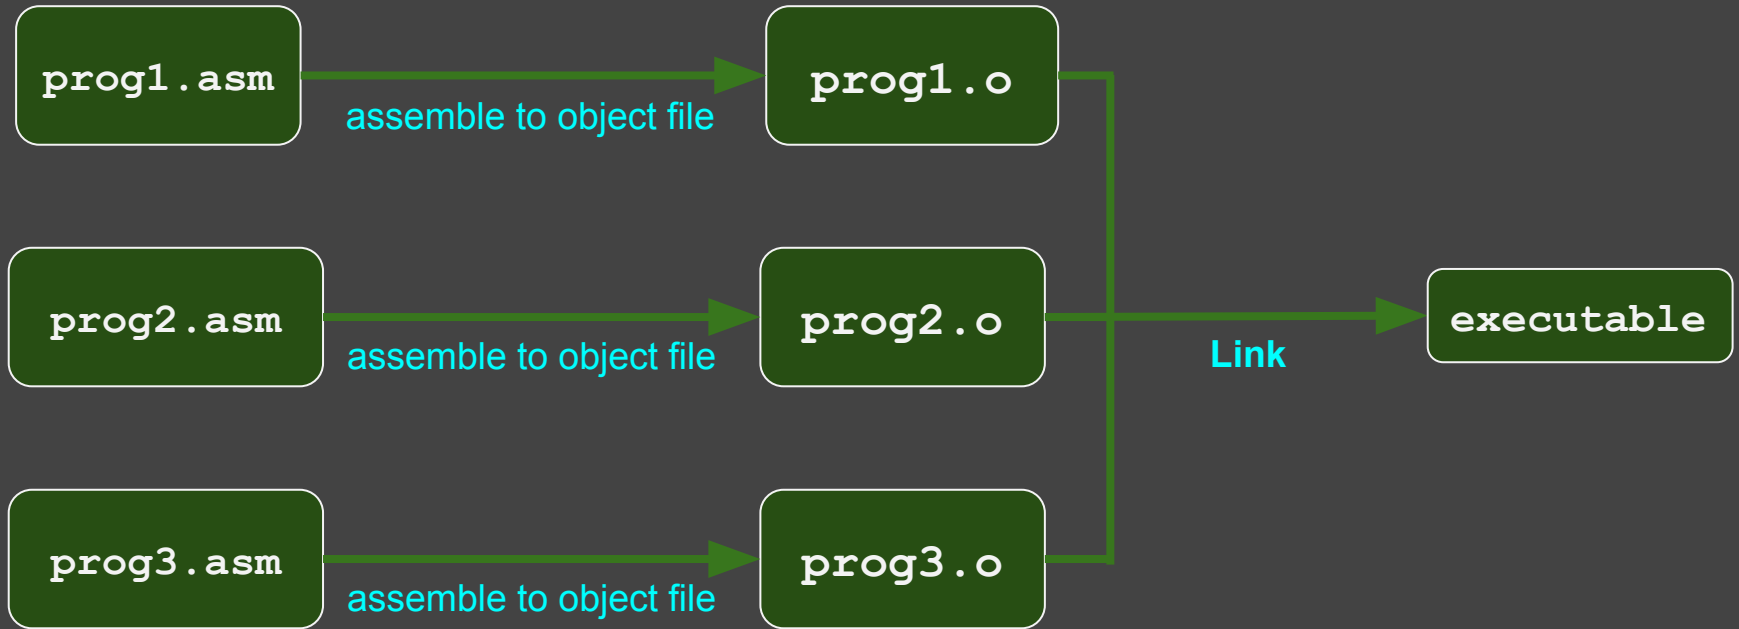 prog1.asm
assemble to object file
prog1.o
prog2.asm
assemble to object file
prog2.o
Link
executable
prog3.asm
assemble to object file
prog3.o